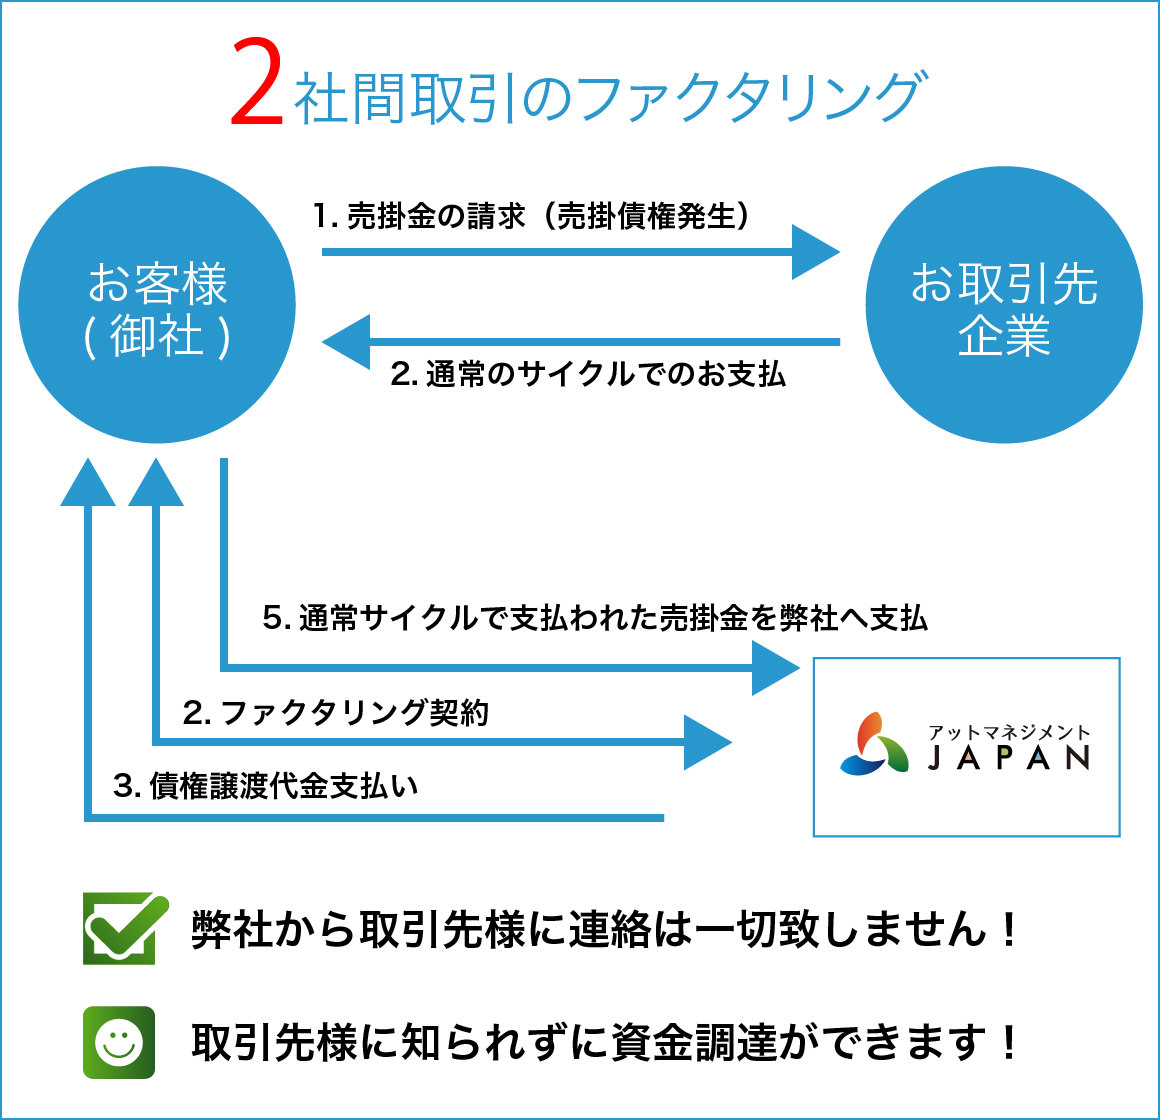 2社間取引のファクタリング
1. 売掛金の請求（売掛債権発生）
お客様
( 御社 )
お取引先
企業
2. 通常のサイクルでのお支払
5. 通常サイクルで支払われた売掛金を弊社へ支払
2. ファクタリング契約
アットマネジメント
JAPAN
3. 債権譲渡代金支払い
弊社から取引先様に連絡は一切致しません！
取引先様に知られずに資金調達ができます！